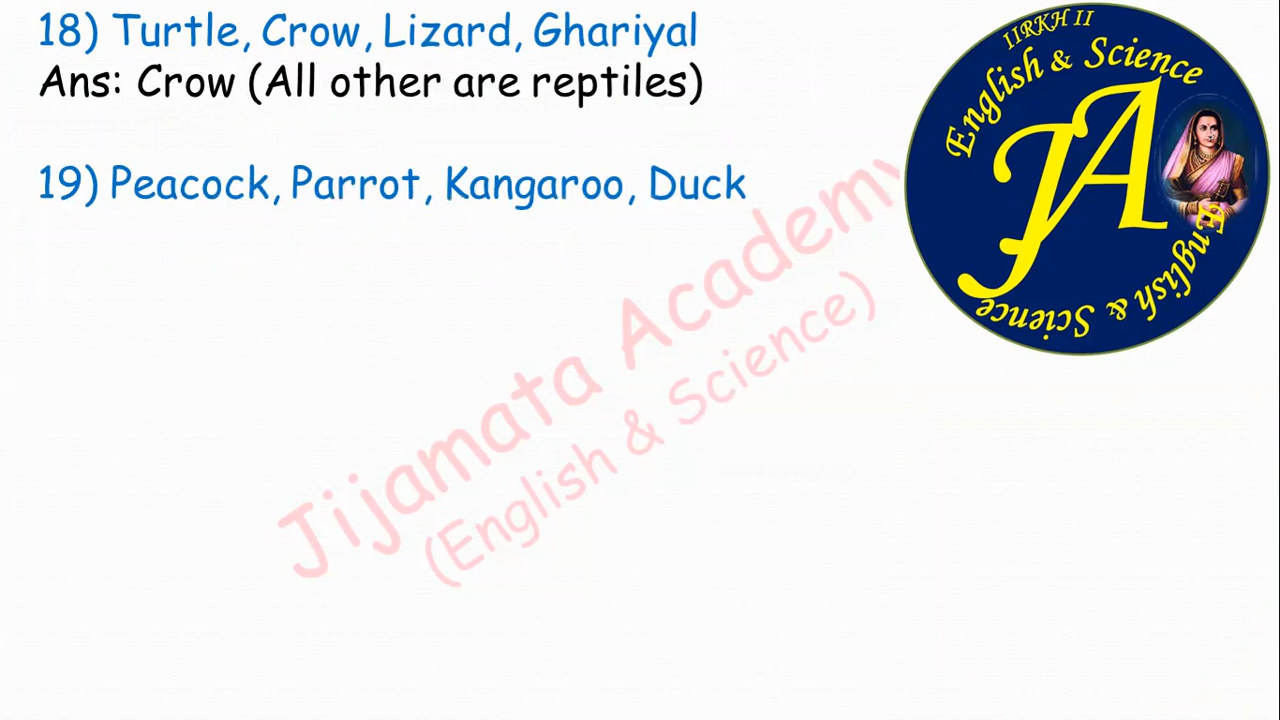 18) Turtle, Crow, Lizard, Ghariyal
Ans: Crow (All other are reptiles)
19) Peacock, Parrot, Kangaroo, Duck
Jijamata Academy
(English & Science)
IIRKH II
English & Science
JA
English & Science